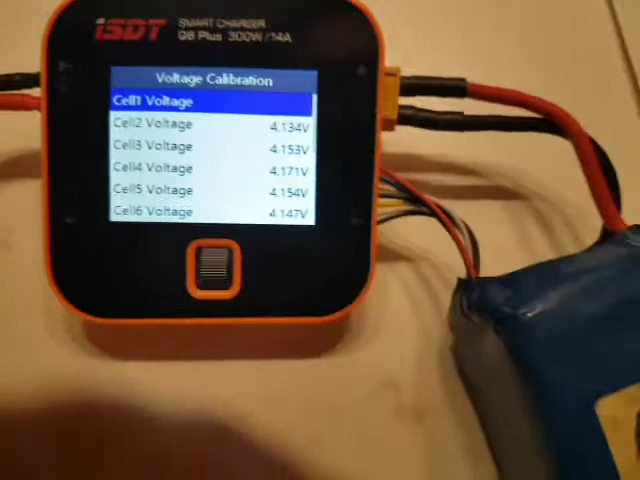 iSDT SMART CHARGER
Q6 Plus 300W/14A
Voltage Calibration
Cell1 Voltage
Cell2 Voltage 4.134V
Cell3 Voltage 4.153V
Cell4 Voltage 4.171V
Cell5 Voltage 4.154V
Cell6 Voltage 4.147V